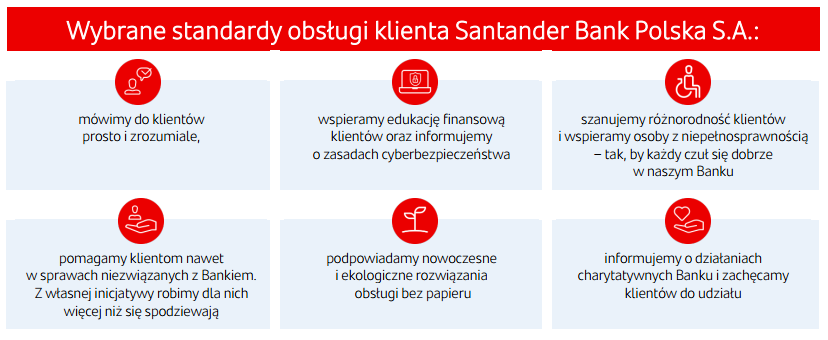 Wybrane standardy obsługi klienta Santander Bank Polska S.A.:
mówimy do klientów
prosto i zrozumiale,
wspieramy edukację finansową
klientów oraz informujemy
o zasadach cyberbezpieczeństwa
szanujemy różnorodność klientów
i wspieramy osoby z niepełnosprawnością
– tak, by każdy czuł się dobrze
w naszym Banku
pomagamy klientom nawet
w sprawach niezwiązanych z Bankiem.
Z własnej inicjatywy robimy dla nich
więcej niż się spodziewają
podpowiadamy nowoczesne
i ekologiczne rozwiązania
obsługi bez papieru
informujemy o działaniach
charytatywnych Banku i zachęcamy
klientów do udziału